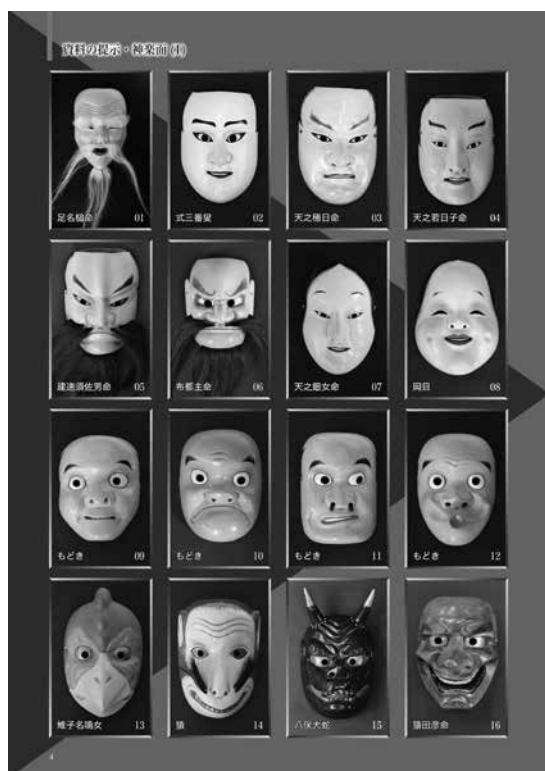 資料の提示・神楽面(1)
足名槌命 01
式三番叟 02
天之穂日命 03
天之若日子命 04
建速須佐男命 05
布都主命 06
天之鈿女命 07
岡目 08
もどき 09
もどき 10
もどき 11
もどき 12
雉子名鳴女 13
猿 14
八俣大蛇 15
猿田彦命 16
4